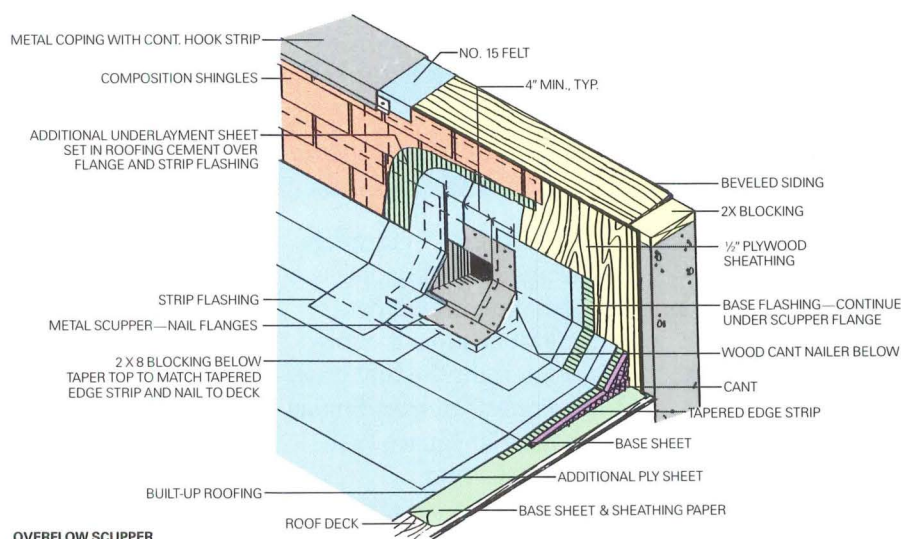 METAL COPING WITH CONT. HOOK STRIP
NO. 15 FELT
COMPOSITION SHINGLES
4" MIN., TYP.
ADDITIONAL UNDERLAYMENT SHEET
SET IN ROOFING CEMENT OVER
FLANGE AND STRIP FLASHING
BEVELED SIDING
2X BLOCKING
½" PLYWOOD
SHEATHING
STRIP FLASHING
BASE FLASHING—CONTINUE
UNDER SCUPPER FLANGE
METAL SCUPPER—NAIL FLANGES
2 X 8 BLOCKING BELOW
TAPER TOP TO MATCH TAPERED
EDGE STRIP AND NAIL TO DECK
WOOD CANT NAILER BELOW
CANT
TAPERED EDGE STRIP
BASE SHEET
ADDITIONAL PLY SHEET
BUILT-UP ROOFING
BASE SHEET & SHEATHING PAPER
ROOF DECK
OVERFLOW SCUPPER